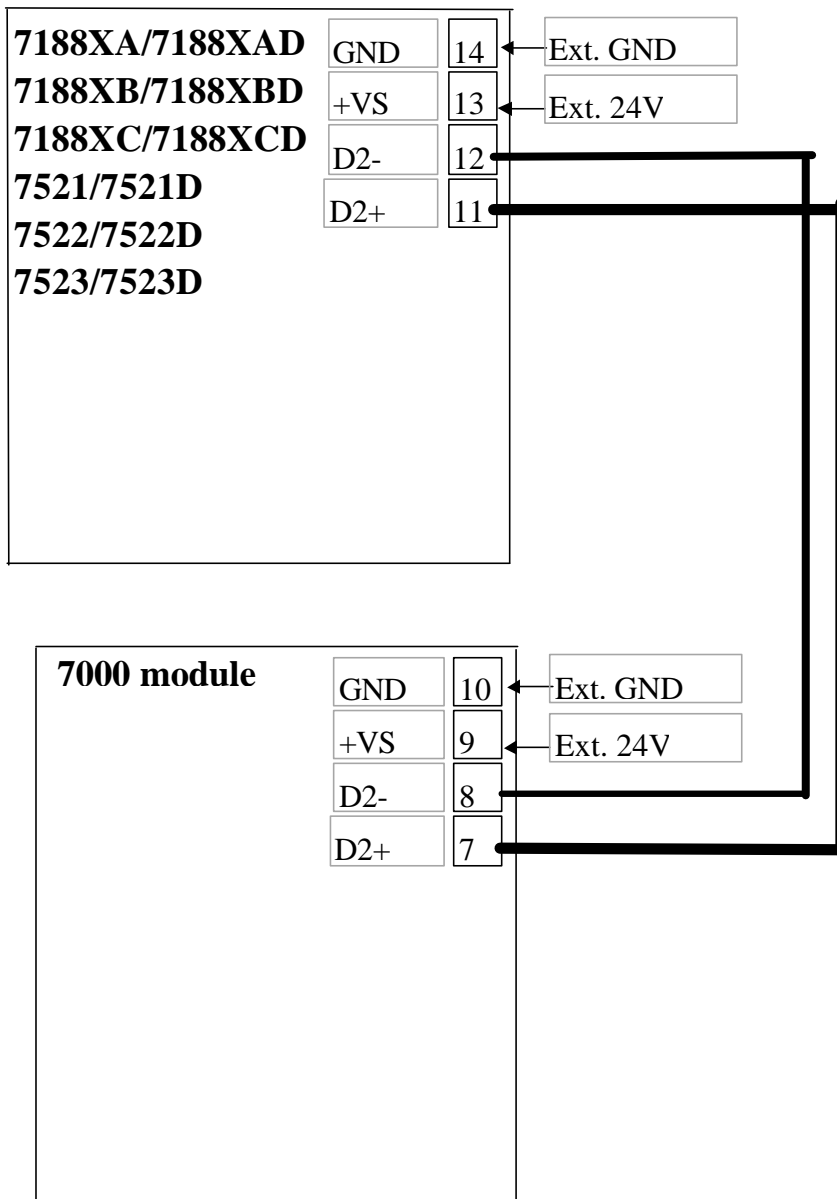 7188XA/7188XAD GND 14 Ext. GND
7188XB/7188XBD +VS 13 Ext. 24V
7188XC/7188XCD D2- 12
7521/7521D D2+ 11
7522/7522D
7523/7523D
7000 module GND 10 Ext. GND
+VS 9 Ext. 24V
D2- 8
D2+ 7